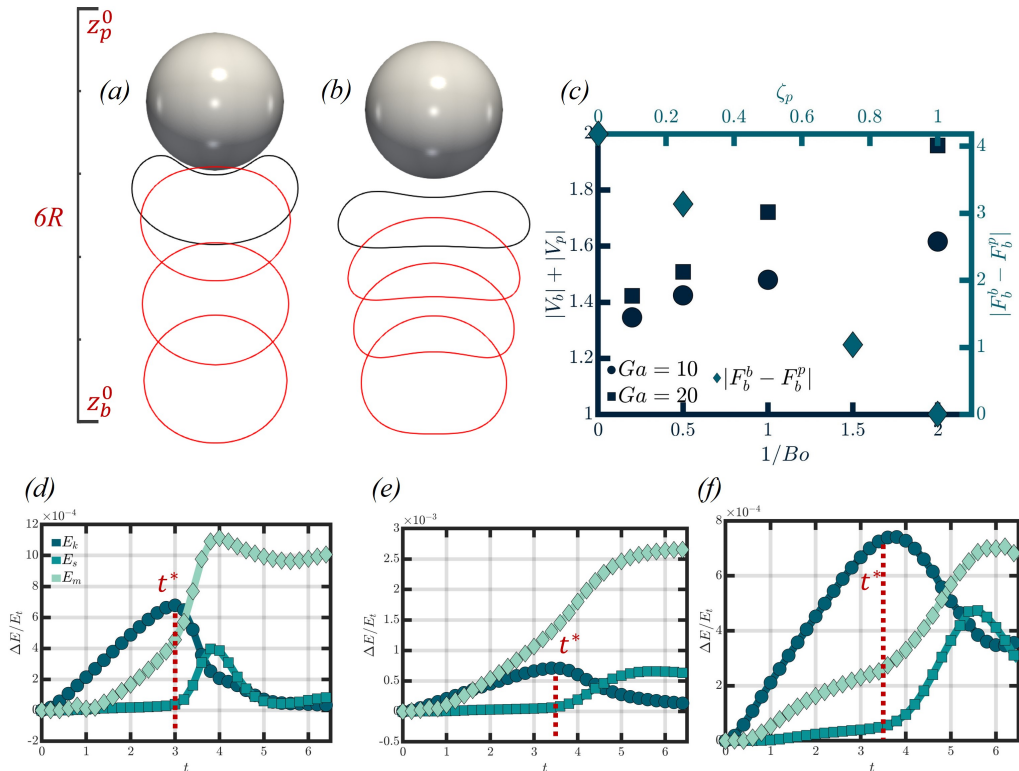 z_p^0
6R
z_b^0
(a)
(b)
(c)
ζ_p
0 0.2 0.4 0.6 0.8 1
2
1.8
1.6
1.4
1.2
1
|V_b| + |V_p|
4
3
2
1
0
|F_b^b − F_b^p|
Ga = 10
Ga = 20
|F_b^b − F_b^p|
0 0.5 1 1.5 2
1/Bo
(d)
×10^-4
12
10
8
6
4
2
0
-2
ΔE/E_t
E_k
E_s
E_m
t*
0 1 2 3 4 5 6
t
(e)
×10^-3
3
2.5
2
1.5
1
0.5
0
-0.5
ΔE/E_t
t*
0 1 2 3 4 5 6
t
(f)
×10^-4
8
6
4
2
0
ΔE/E_t
t*
0 1 2 3 4 5 6
t